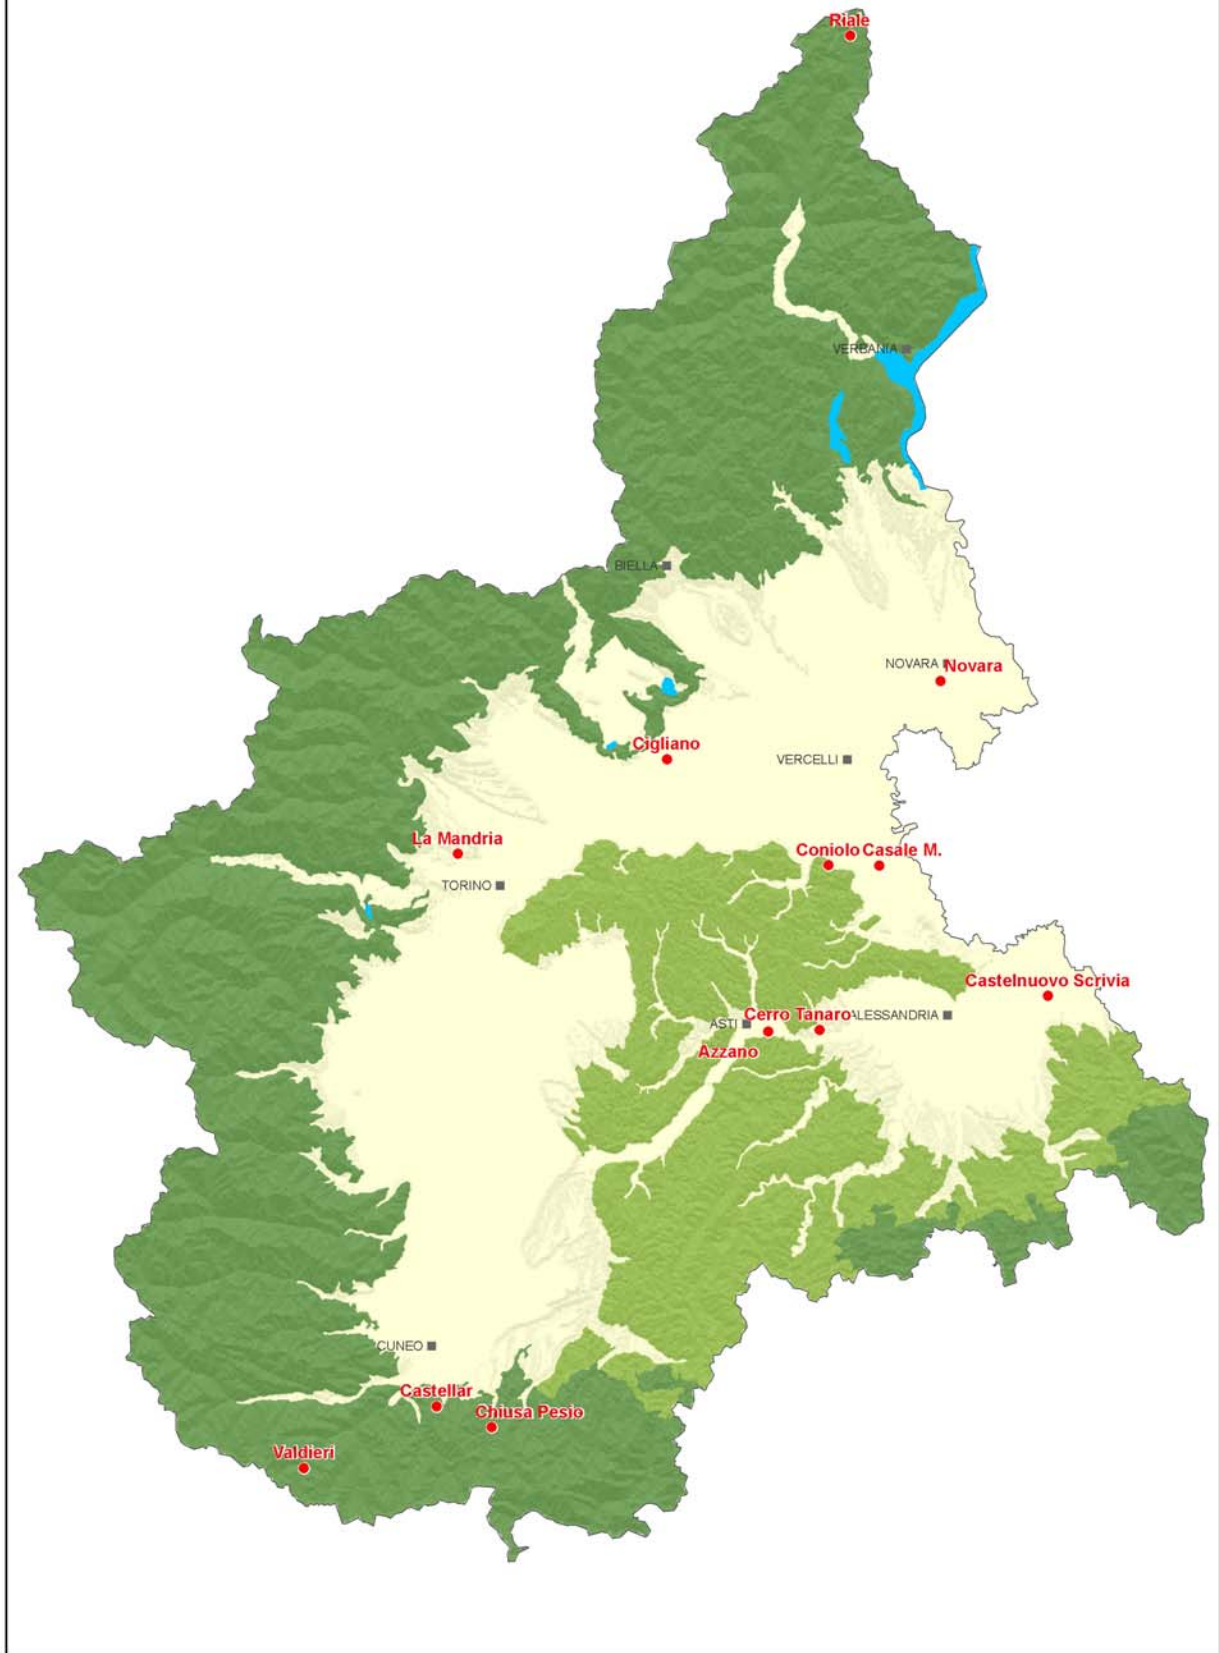 Riale
VERBANIA
BIELLA
NOVARA
Novara
Cigliano
VERCELLI
La Mandria
Coniolo
Casale M.
TORINO
Castelnuovo Scrivia
Cerro Tanaro
ALESSANDRIA
ASTI
Azzano
CUNEO
Castellar
Chiusa Pesio
Valdieri